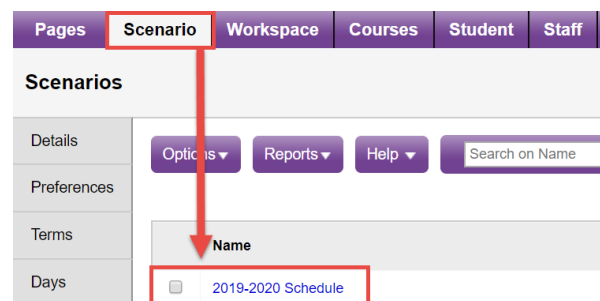 Pages Scenario Workspace Courses Student Staff
Scenarios
Details
Options Reports Help Search on Name
Preferences
Terms
Name
Days
2019-2020 Schedule